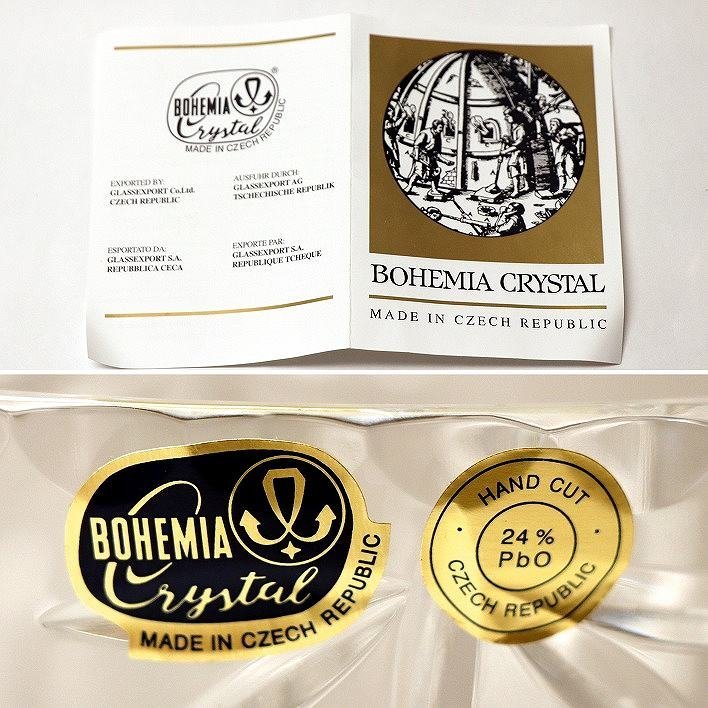 BOHEMIA
Crystal
®
MADE IN CZECH REPUBLIC
EXPORTED BY:
GLASSEXPORT Co.Ltd.
CZECH REPUBLIC
AUSFUHR DURCH:
GLASSEXPORT AG
TSCHECHISCHE REPUBLIK
ESPORTATO DA:
GLASSEXPORT S.A.
REPUBBLICA CECA
EXPORTE PAR:
GLASSEXPORT S.A.
REPUBLIQUE TCHEQUE
BOHEMIA CRYSTAL
MADE IN CZECH REPUBLIC
BOHEMIA
Crystal
MADE IN CZECH REPUBLIC
HAND CUT
24 %
PbO
CZECH REPUBLIC